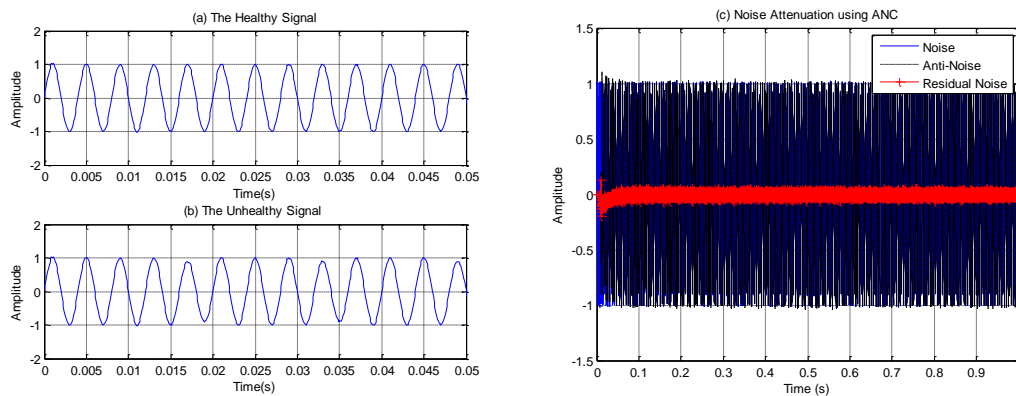 (a) The Healthy Signal
2
1
0
-1
-2
Amplitude
0 0.005 0.01 0.015 0.02 0.025 0.03 0.035 0.04 0.045 0.05
Time(s)
(b) The Unhealthy Signal
2
1
0
-1
-2
Amplitude
0 0.005 0.01 0.015 0.02 0.025 0.03 0.035 0.04 0.045 0.05
Time(s)
(c) Noise Attenuation using ANC
1.5
1
0.5
0
-0.5
-1
-1.5
Amplitude
Noise
Anti-Noise
Residual Noise
0 0.1 0.2 0.3 0.4 0.5 0.6 0.7 0.8 0.9
Time (s)